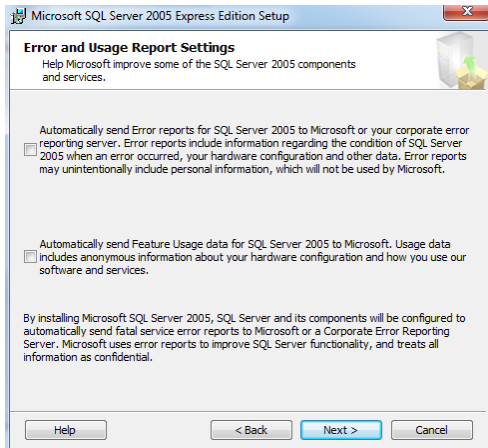 Microsoft SQL Server 2005 Express Edition Setup
Error and Usage Report Settings
Help Microsoft improve some of the SQL Server 2005 components
and services.
Automatically send Error reports for SQL Server 2005 to Microsoft or your corporate error
reporting server. Error reports include information regarding the condition of SQL Server
2005 when an error occurred, your hardware configuration and other data. Error reports
may unintentionally include personal information, which will not be used by Microsoft.
Automatically send Feature Usage data for SQL Server 2005 to Microsoft. Usage data
includes anonymous information about your hardware configuration and how you use our
software and services.
By installing Microsoft SQL Server 2005, SQL Server and its components will be configured to
automatically send fatal service error reports to Microsoft or a Corporate Error Reporting
Server. Microsoft uses error reports to improve SQL Server functionality, and treats all
information as confidential.
Help < Back Next > Cancel